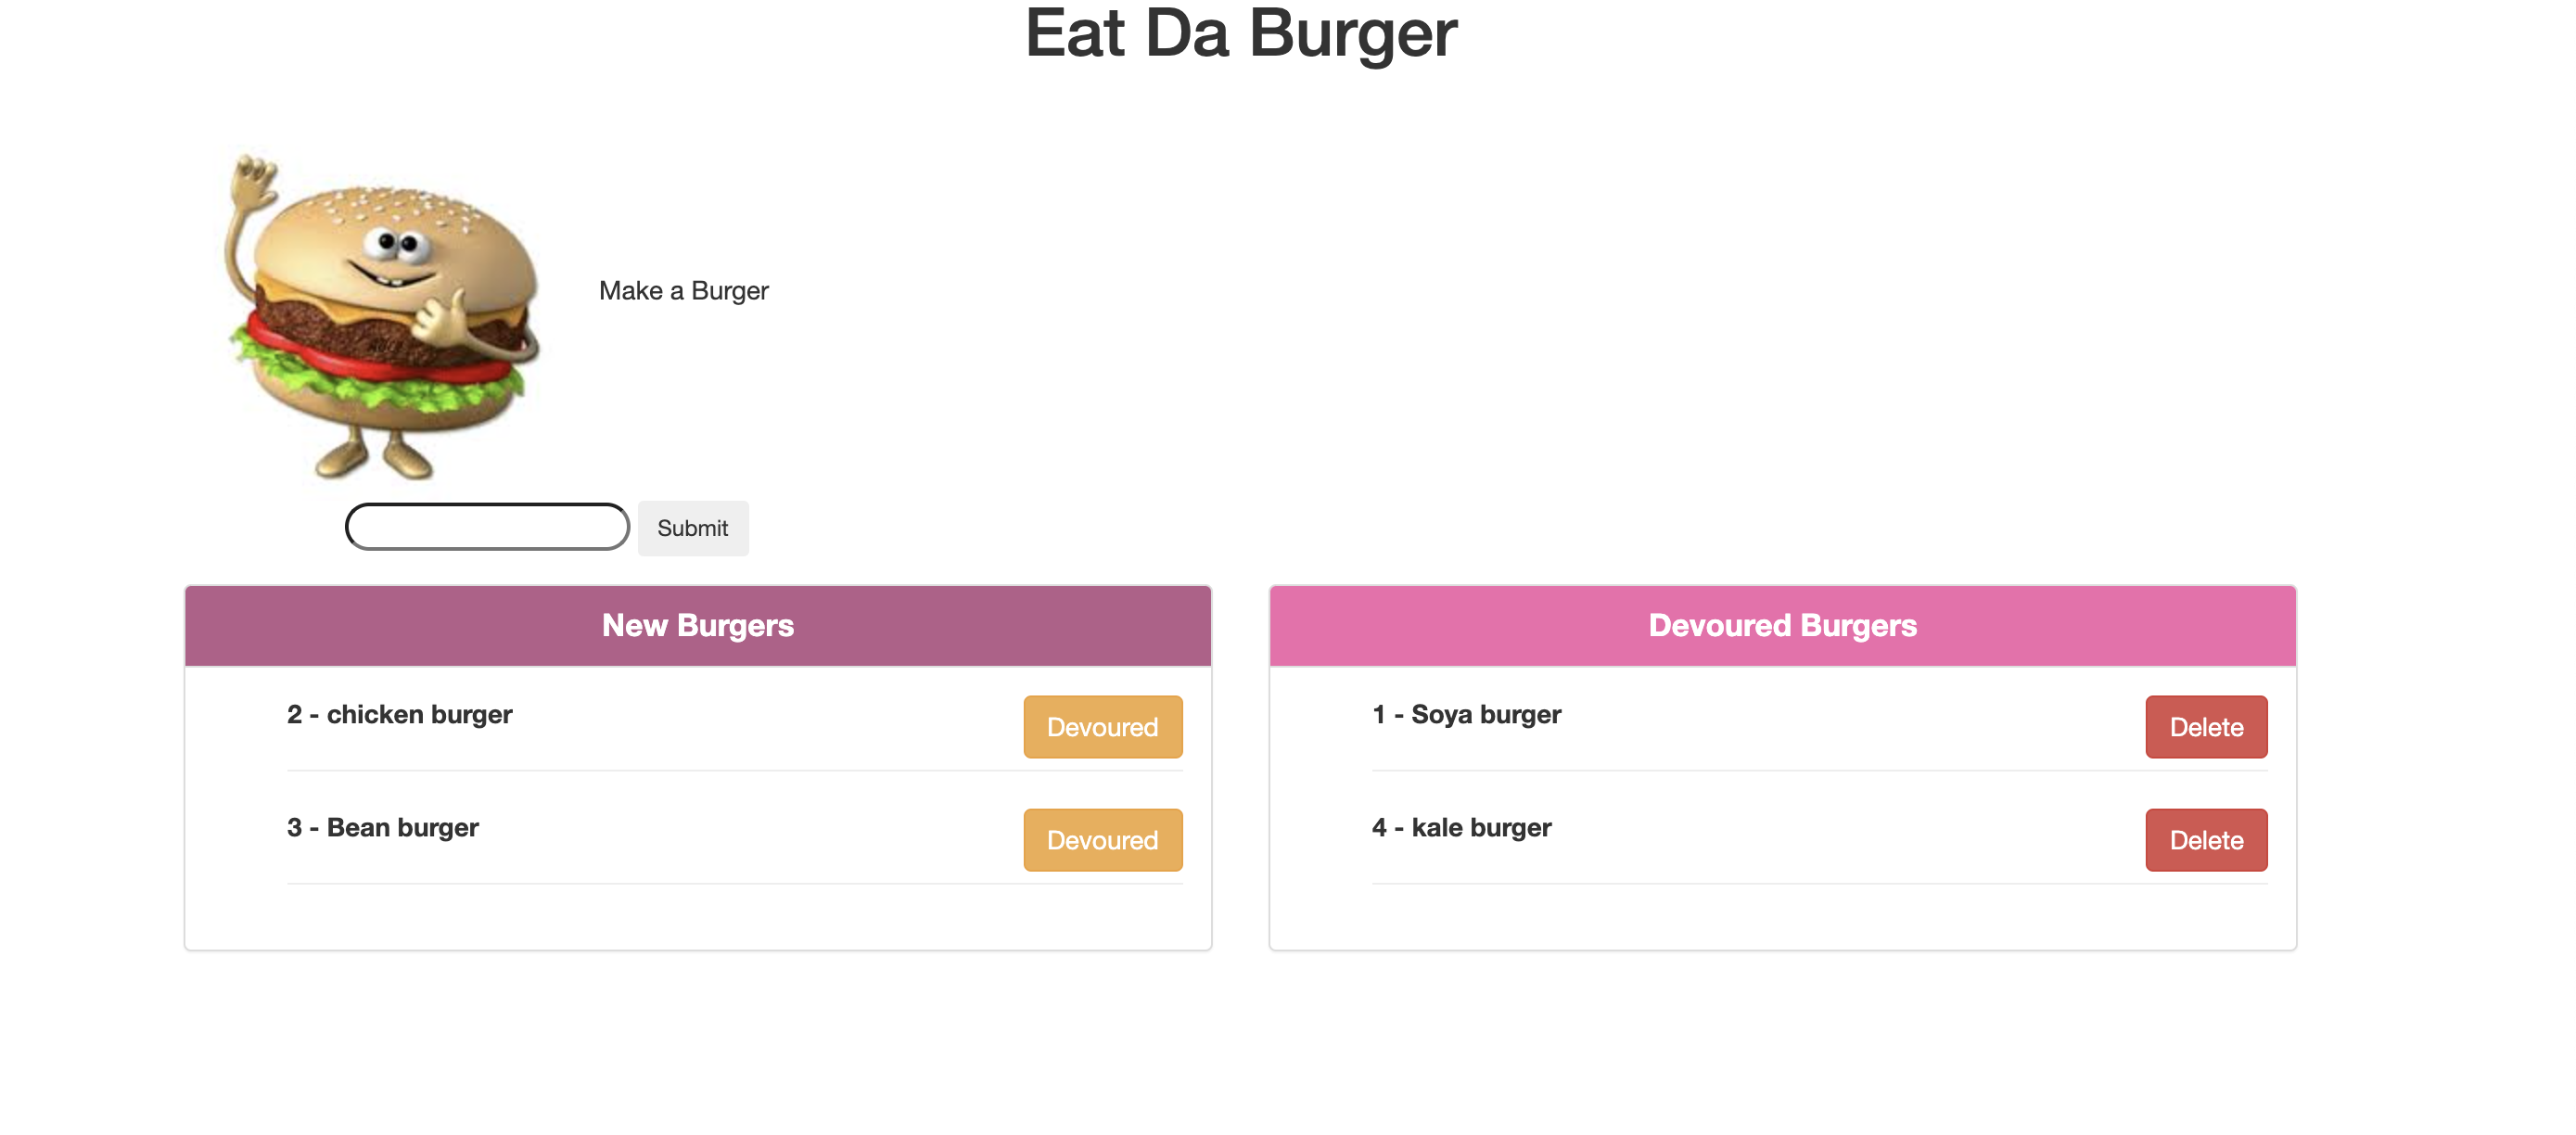 Eat Da Burger
Make a Burger
Submit
New Burgers
2 - chicken burger
Devoured
3 - Bean burger
Devoured
Devoured Burgers
1 - Soya burger
Delete
4 - kale burger
Delete